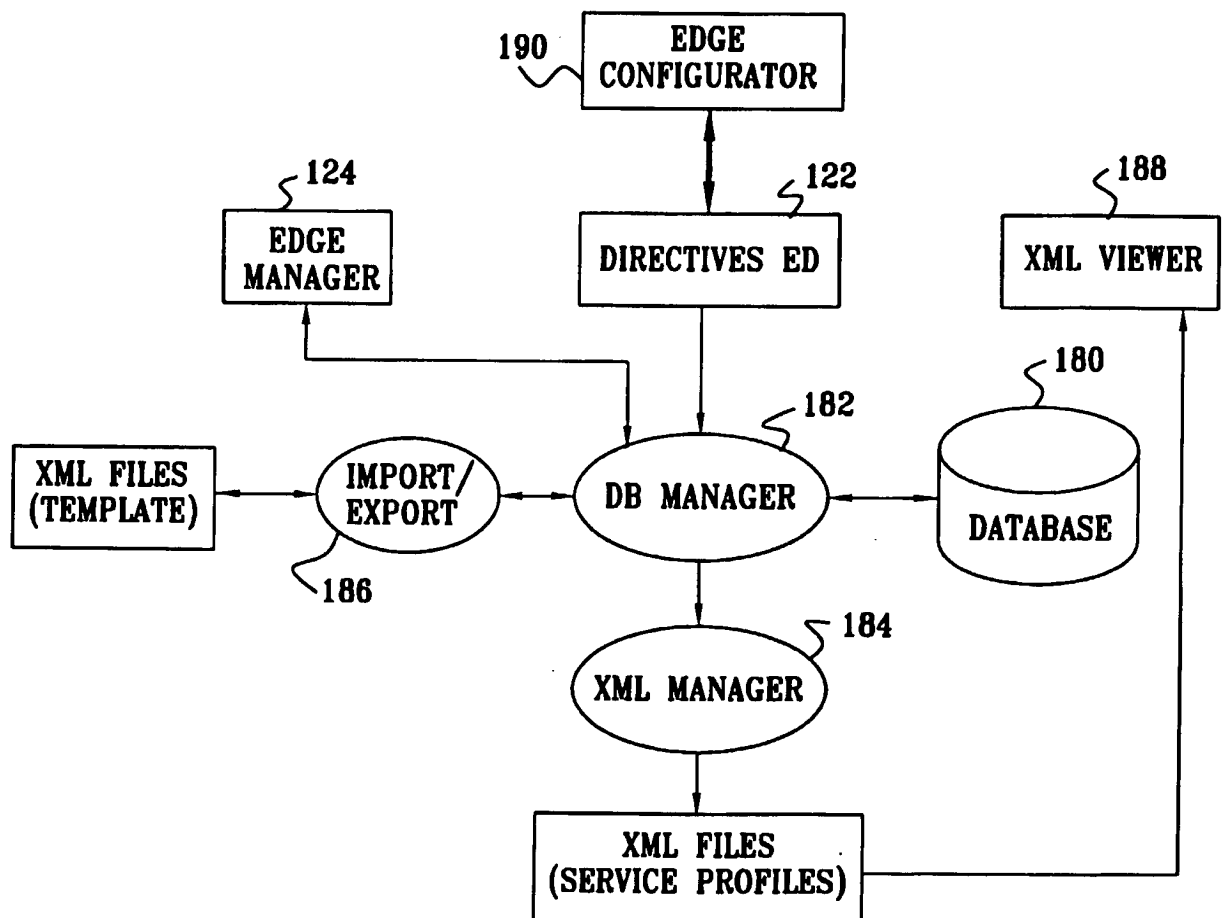 190
EDGE
CONFIGURATOR
124
EDGE
MANAGER
122
DIRECTIVES ED
188
XML VIEWER
180
DATABASE
182
DB MANAGER
XML FILES
(TEMPLATE)
IMPORT/
EXPORT
186
184
XML MANAGER
XML FILES
(SERVICE PROFILES)